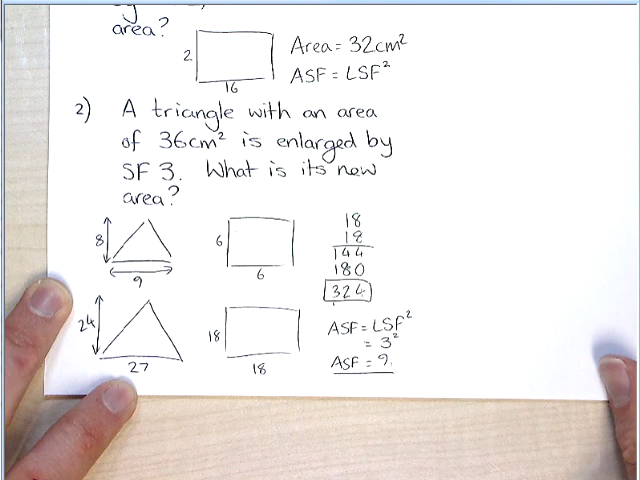 area?
2
Area = 32cm²
16
ASF = LSF²
2) A triangle with an area
of 36cm² is enlarged by
SF 3. What is its new
area?
8
9
6
6
18
18
144
180
324
24
27
18
18
ASF = LSF²
= 3²
ASF = 9.